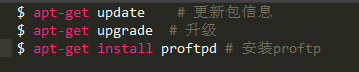 $ apt-get update # 更新包信息
$ apt-get upgrade # 升级
$ apt-get install proftpd # 安装proftp